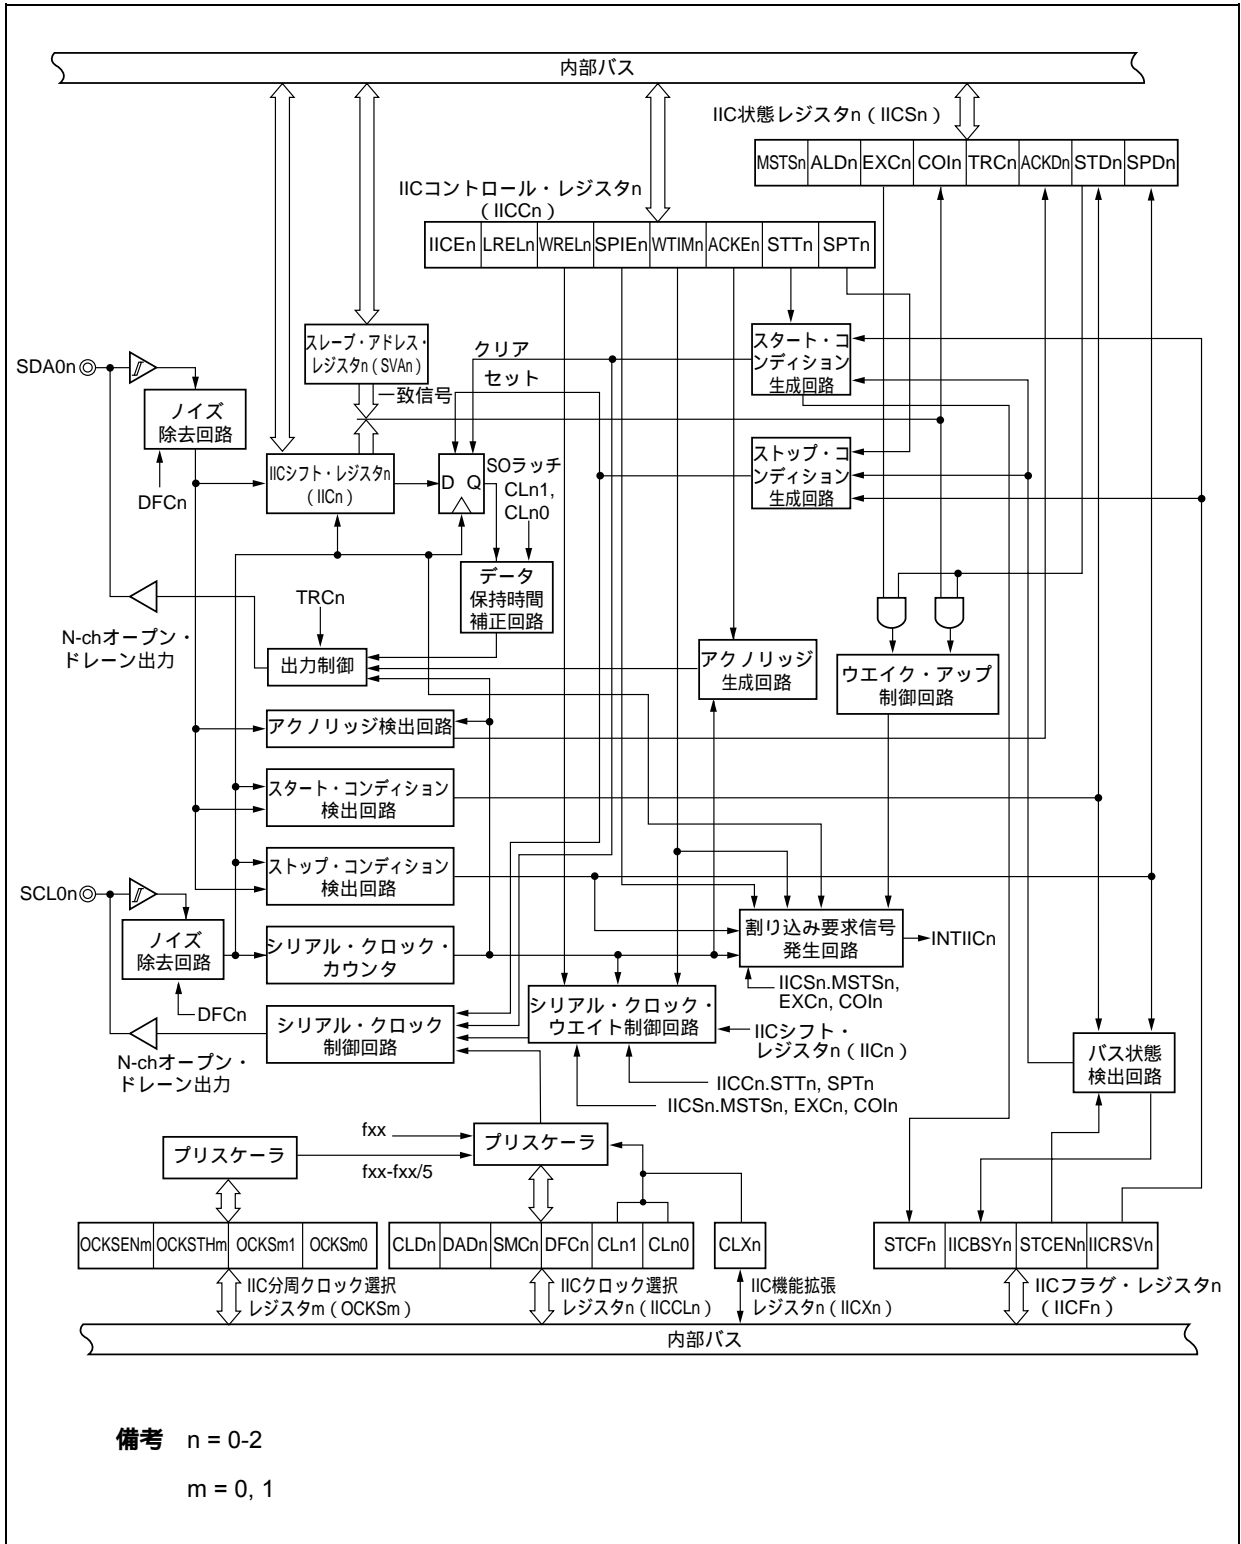 内部バス
IIC状態レジスタn（IICSn）
MSTSn ALDn EXCn COIn TRCn ACKDn STDn SPDn
IICコントロール・レジスタn
（IICCn）
IICEn LRELn WRELn SPIEn WTIMn ACKEn STTn SPTn
スレーブ・アドレス・
レジスタn（SVAn）
一致信号
クリア
セット
スタート・コ
ンディション
生成回路
SDA0n
ノイズ
除去回路
DFCn
IICシフト・レジスタn
（IICn）
D Q
SOラッチ
CLn1,
CLn0
ストップ・コ
ンディション
生成回路
データ
保持時間
補正回路
TRCn
N-chオープン・
ドレーン出力
出力制御
アクノリッジ
生成回路
ウエイク・アップ
制御回路
アクノリッジ検出回路
スタート・コンディション
検出回路
ストップ・コンディション
検出回路
SCL0n
ノイズ
除去回路
DFCn
シリアル・クロック・
カウンタ
割り込み要求信号
発生回路
INTIICn
IICSn.MSTSn,
EXCn, COIn
シリアル・クロック
制御回路
シリアル・クロック・
ウエイト制御回路
IICシフト・
レジスタn（IICn）
N-chオープン・
ドレーン出力
IICCn.STTn, SPTn
IICSn.MSTSn, EXCn, COIn
バス状態
検出回路
プリスケーラ
fxx
fxx-fxx/5
プリスケーラ
OCKSENm OCKSTHm OCKSm1 OCKSm0
CLDn DADn SMCn DFCn CLn1 CLn0
CLXn
STCFn IICBSYn STCENn IICRSVn
IIC分周クロック選択
レジスタm（OCKSm）
IICクロック選択
レジスタn（IICCLn）
IIC機能拡張
レジスタn（IICXn）
IICフラグ・レジスタn
（IICFn）
内部バス
備考 n = 0-2
m = 0, 1